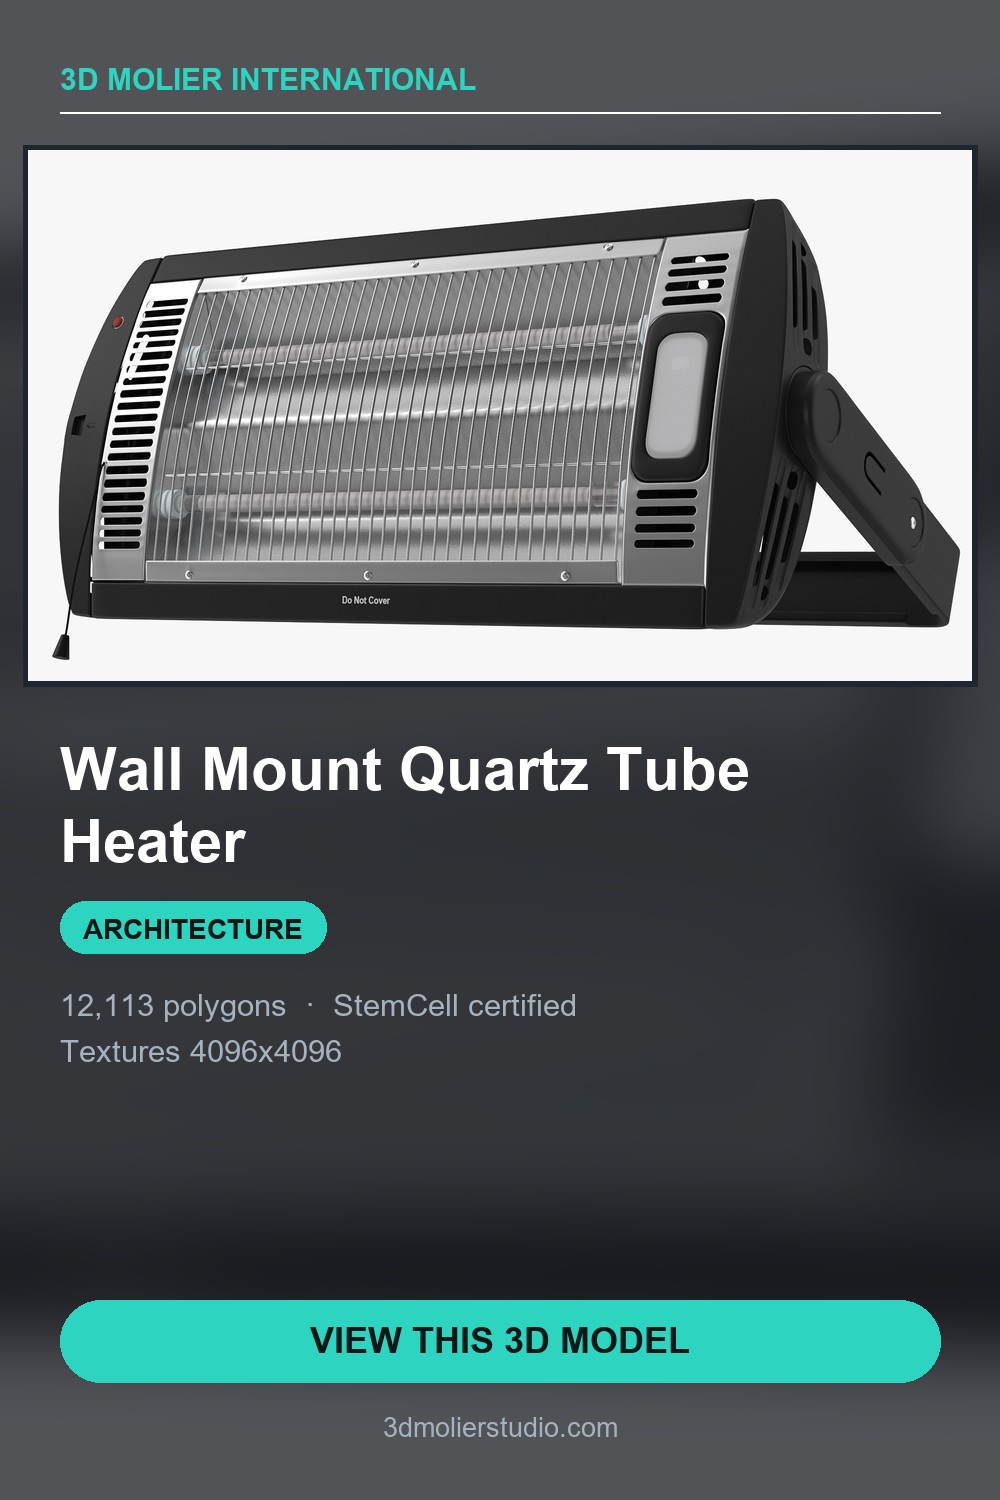 3D MOLIER INTERNATIONAL
Do Not Cover
Wall Mount Quartz Tube
Heater
ARCHITECTURE
12,113 polygons · StemCell certified
Textures 4096x4096
VIEW THIS 3D MODEL
3dmolierstudio.com